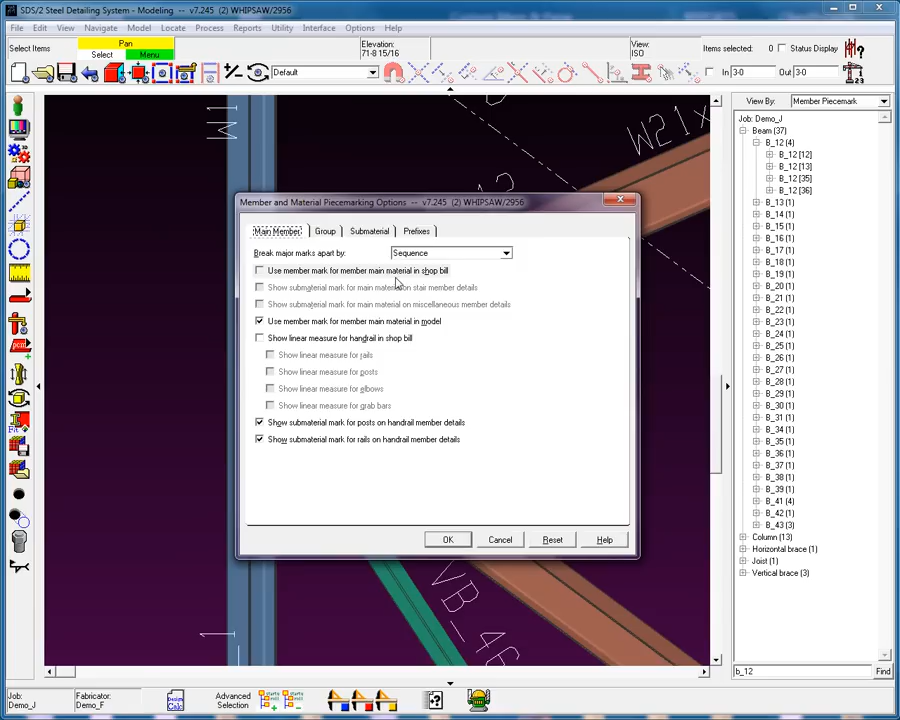 SDS/2 Steel Detailing System - Modeling -- v7.245 WHIPSAW/2956
File Edit View Navigate Model Locate Process Reports Utility Interface Options Help
Select Items
Pan
Select Menu
Elevation:
71-8 15/16
View:
ISO
Items selected: 0
Status Display
Default
In 3-0
Out 3-0
123
View By: Member Piecemark
Job: Demo_J
Beam (37)
B_12 (4)
B_12 [12]
B_12 [13]
B_12 [35]
B_12 [36]
B_13 (1)
B_14 (1)
B_15 (1)
B_16 (1)
B_17 (1)
B_18 (1)
B_19 (1)
B_20 (1)
B_21 (1)
B_22 (1)
B_23 (1)
B_24 (1)
B_25 (1)
B_26 (1)
B_27 (1)
B_28 (1)
B_29 (1)
B_30 (1)
B_31 (1)
B_34 (1)
B_35 (1)
B_36 (1)
B_37 (1)
B_38 (1)
B_39 (1)
B_41 (4)
B_42 (1)
B_43 (3)
Column (13)
Horizontal brace (1)
Joist (1)
Vertical brace (3)
b_12
Find
W21x
VB_46
Member and Material Piecemarking Options -- v7.245 (2) WHIPSAW/2956
Main Member Group Submaterial Prefixes
Break major marks apart by: Sequence
Use member mark for member main material in shop bill
Show submaterial mark for main material on stair member details
Show submaterial mark for main material on miscellaneous member details
Use member mark for member main material in model
Show linear measure for handrail in shop bill
Show linear measure for rails
Show linear measure for posts
Show linear measure for elbows
Show linear measure for grab bars
Show submaterial mark for posts on handrail member details
Show submaterial mark for rails on handrail member details
OK Cancel Reset Help
Fit
Job:
Demo_J
Fabricator:
Demo_F
Design
Calc
Advanced
Selection